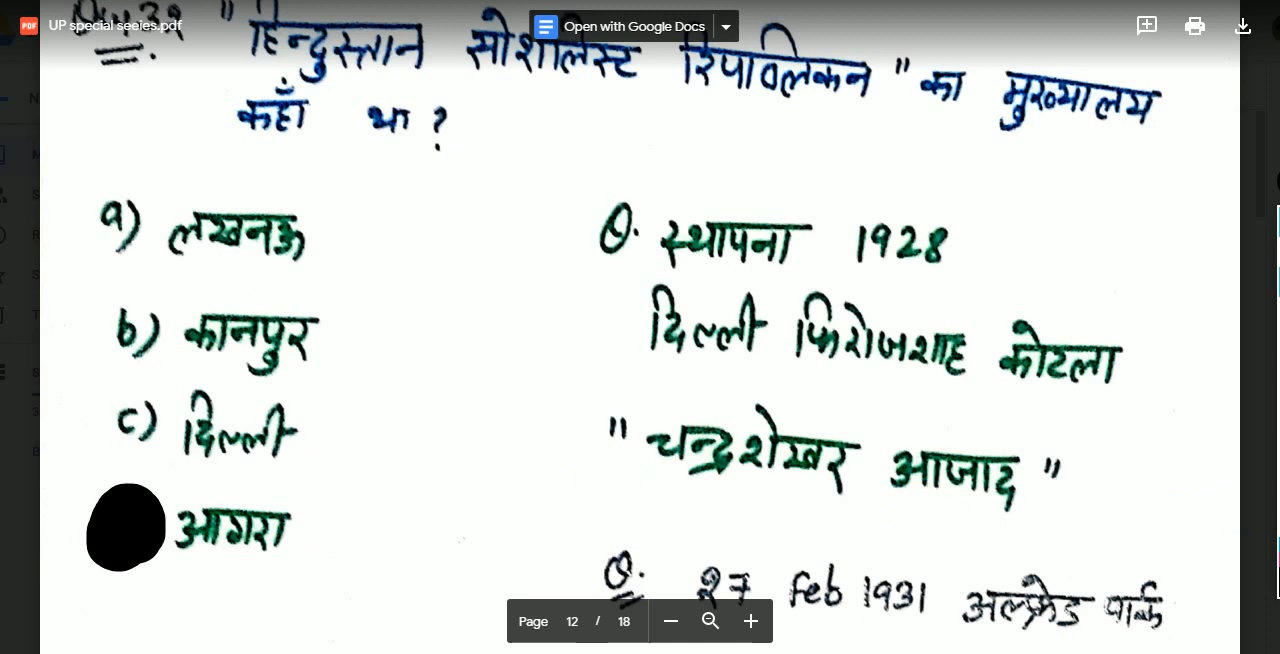 UP special seeies.pdf
Open with Google Docs
"हिन्दुस्तान सोशलिस्ट रिपाब्लिकन" का मुख्यालय
कहाँ था?
a) लखनऊ
b) कानपुर
c) दिल्ली
आगरा
Q. स्थापना 1928
दिल्ली फिरोजशाह कोटला
"चन्द्रशेखर आजाद"
Q. 27 Feb 1931 अल्फ्रेड पार्क
Page 12 / 18